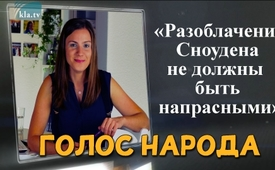 kla.tv
«Разоблачени
Сноудена
не должны
быть
напрасными»
ГОЛОС НАРОДА